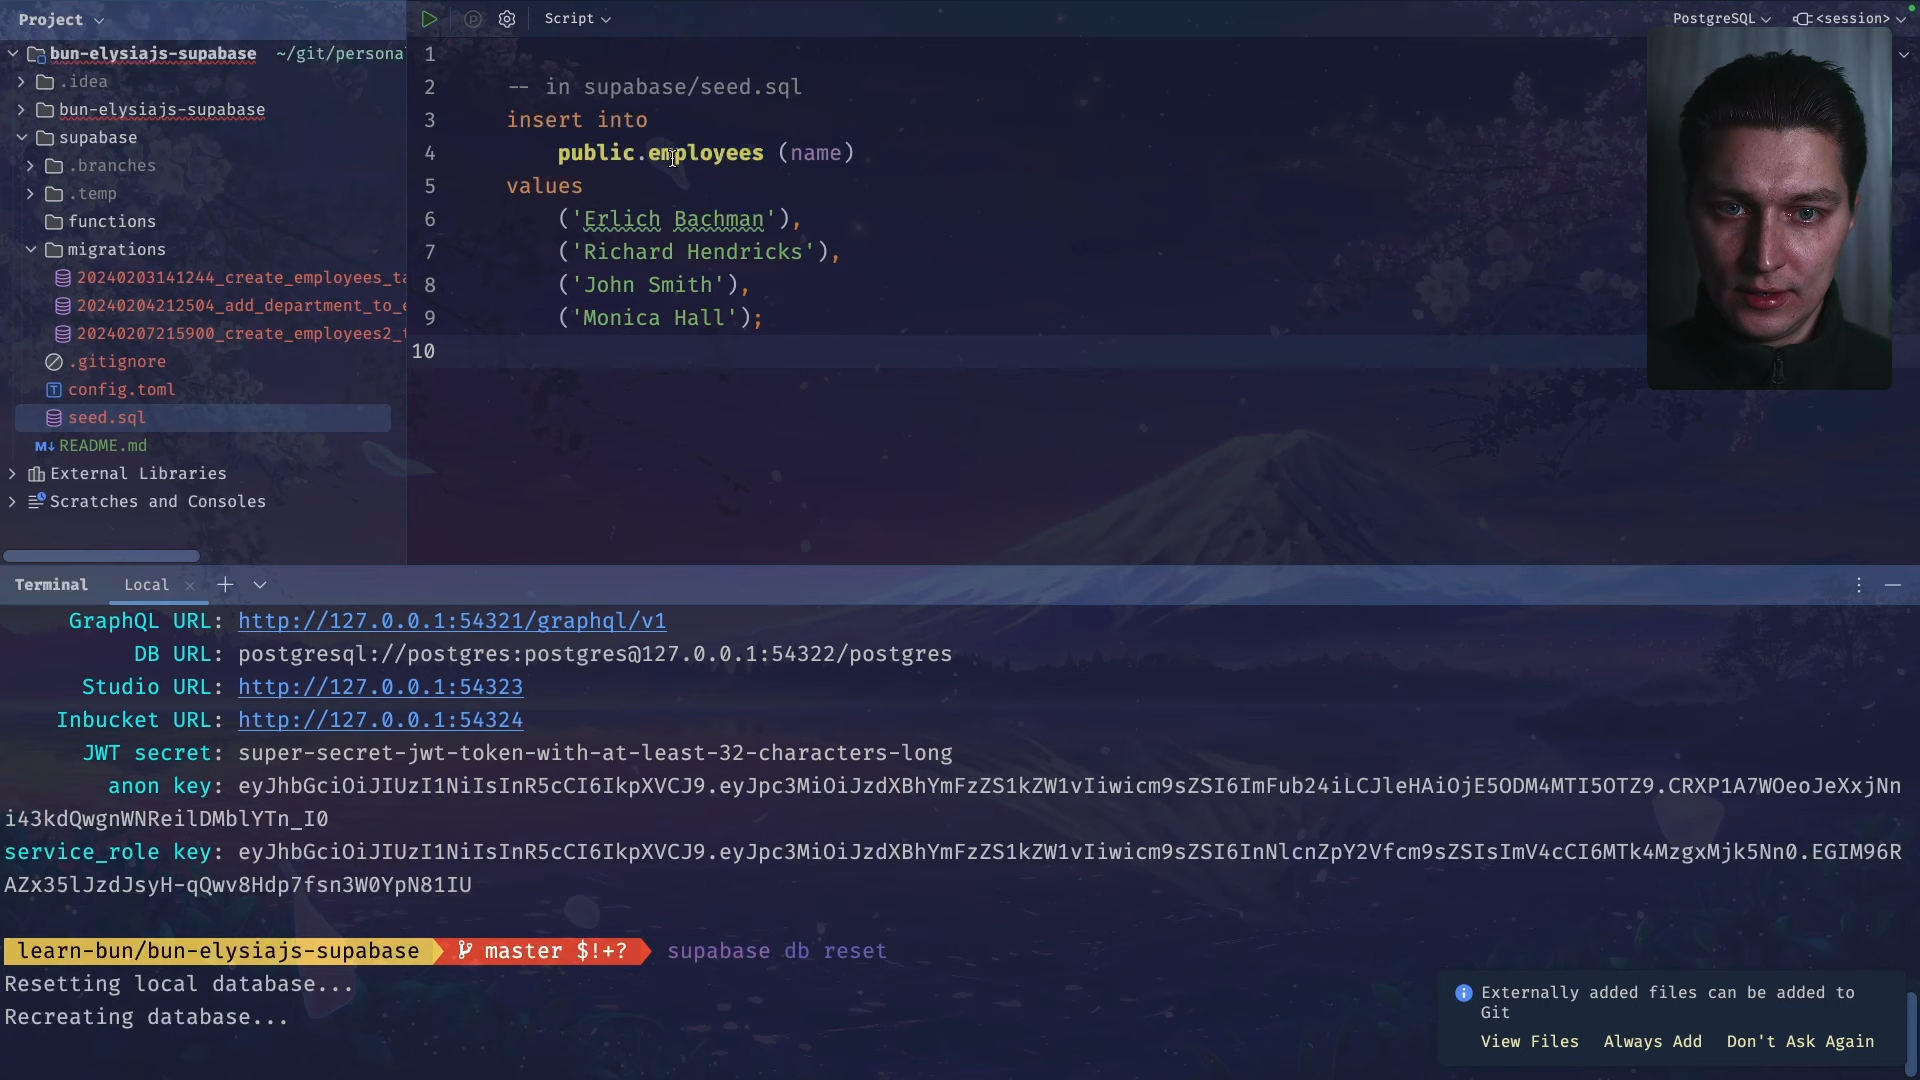 Project
Script
PostgreSQL
<session>
bun-elysiajs-supabase ~/git/persona
.idea
bun-elysiajs-supabase
supabase
.branches
.temp
functions
migrations
20240203141244_create_employees_ta
20240204212504_add_department_to_e
20240207215900_create_employees2_t
.gitignore
config.toml
seed.sql
README.md
External Libraries
Scratches and Consoles
1
2 -- in supabase/seed.sql
3 insert into
4 public.employees (name)
5 values
6 ('Erlich Bachman'),
7 ('Richard Hendricks'),
8 ('John Smith'),
9 ('Monica Hall');
10
Terminal Local
GraphQL URL: http://127.0.0.1:54321/graphql/v1
DB URL: postgresql://postgres:postgres@127.0.0.1:54322/postgres
Studio URL: http://127.0.0.1:54323
Inbucket URL: http://127.0.0.1:54324
JWT secret: super-secret-jwt-token-with-at-least-32-characters-long
anon key: eyJhbGciOiJIUzI1NiIsInR5cCI6IkpXVCJ9.eyJpc3MiOiJzdXBhYmFzZS1kZW1vIiwicm9sZSI6ImFub24iLCJleHAiOjE5ODM4MTI5OTZ9.CRXP1A7WOeoJeXxjNn
i43kdQwgnWNReilDMblYTn_I0
service_role key: eyJhbGciOiJIUzI1NiIsInR5cCI6IkpXVCJ9.eyJpc3MiOiJzdXBhYmFzZS1kZW1vIiwicm9sZSI6InNlcnZpY2Vfcm9sZSIsImV4cCI6MTk4MzgxMjk5Nn0.EGIM96R
AZx35lJzdJsyH-qQwv8Hdp7fsn3W0YpN81IU
learn-bun/bun-elysiajs-supabase master $!+? supabase db reset
Resetting local database...
Recreating database...
Externally added files can be added to
Git
View Files Always Add Don't Ask Again